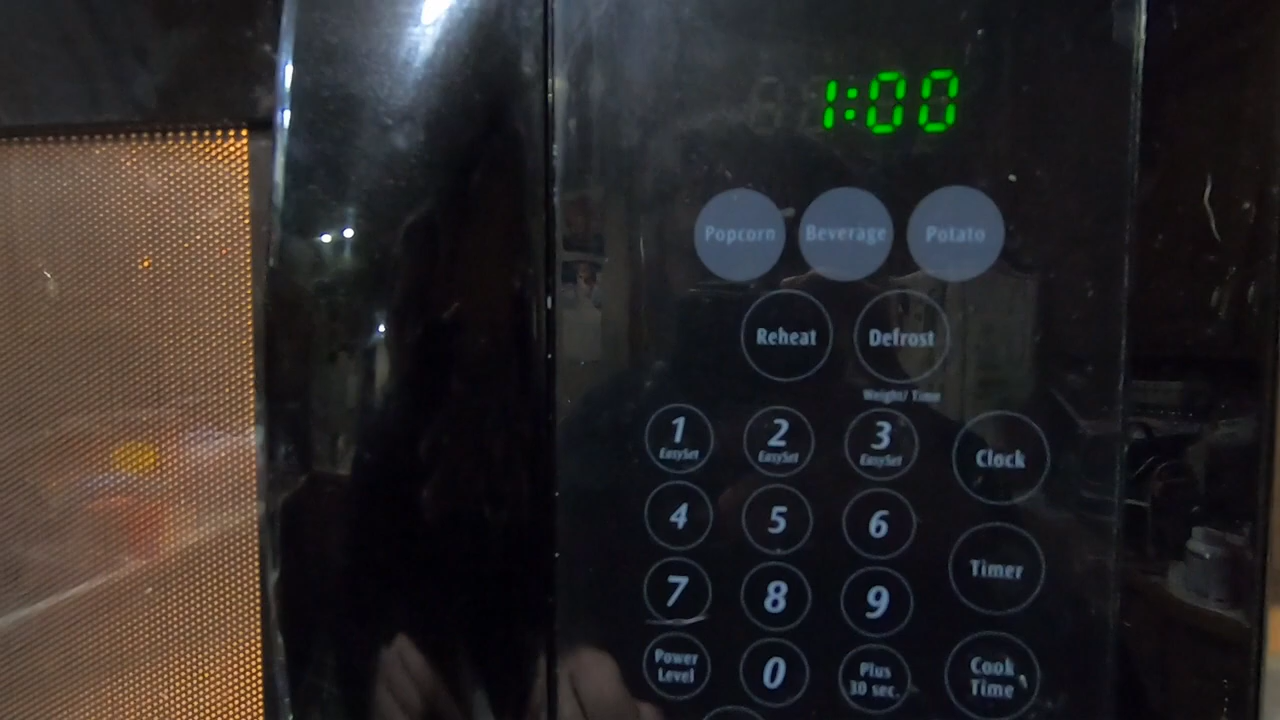 1:00
Popcorn Beverage Potato
Reheat Defrost
Weight/ Time
1 2 3
EasySet EasySet EasySet
Clock
4 5 6
Timer
7 8 9
Power Level 0 Plus 30 sec. Cook Time